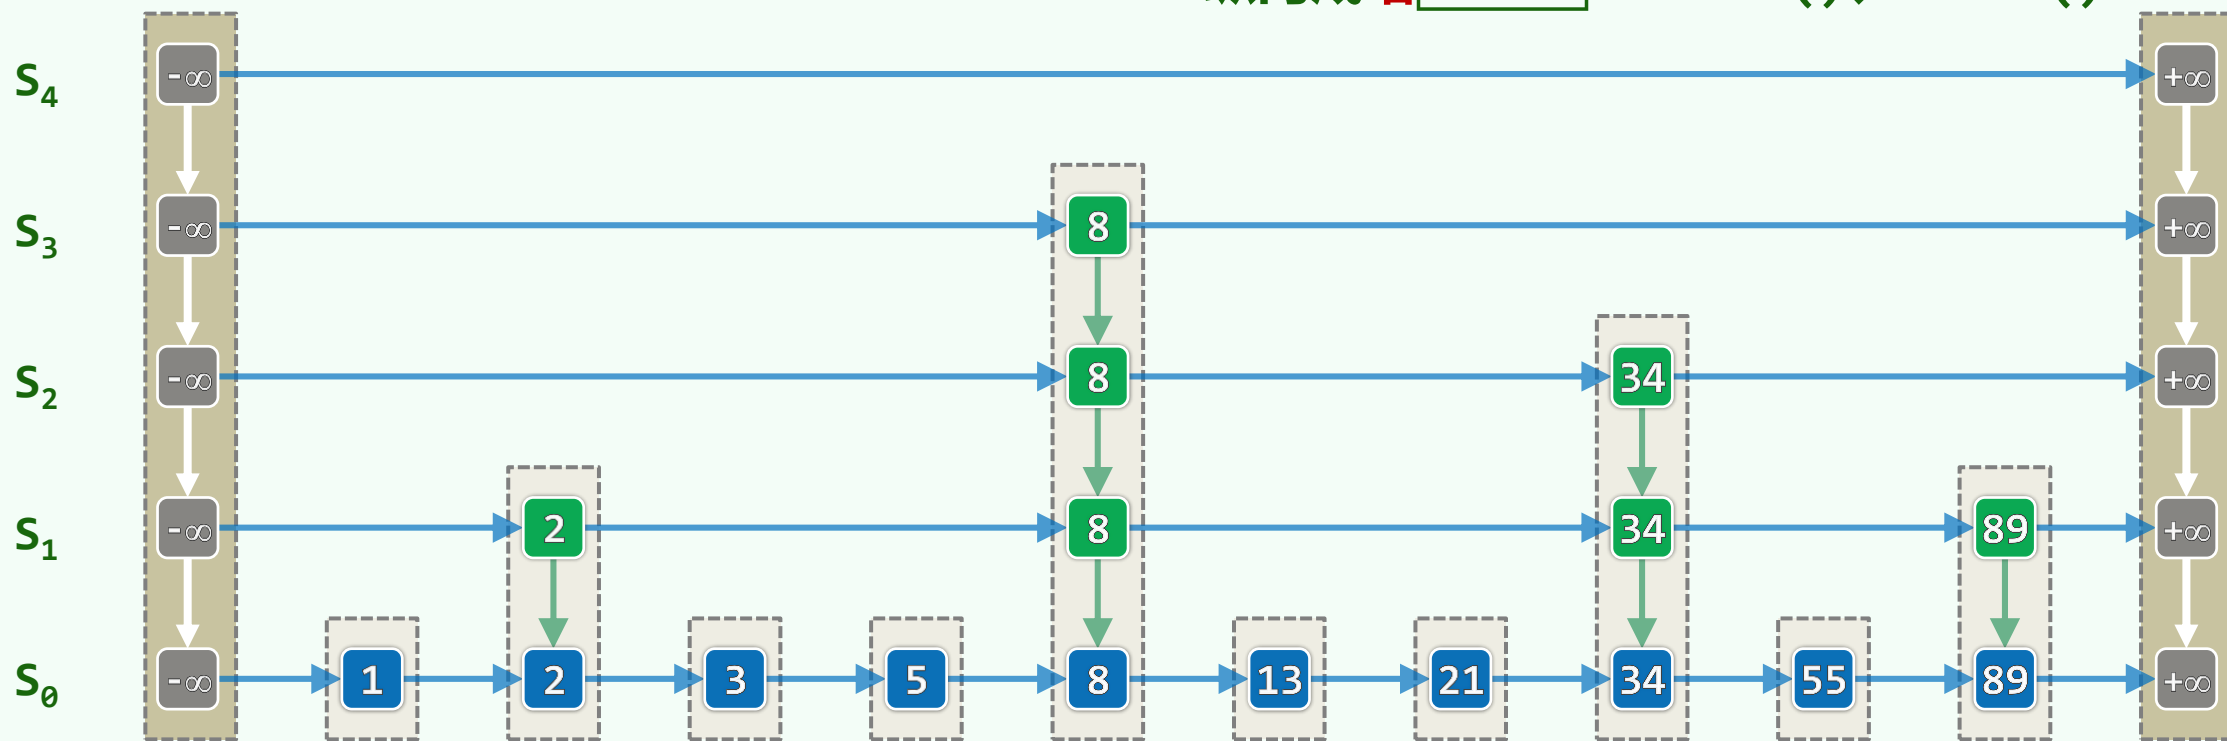 S4 -∞ +∞
S3 -∞ 8 +∞
S2 -∞ 8 34 +∞
S1 -∞ 2 8 34 89 +∞
S0 -∞ 1 2 3 5 8 13 21 34 55 89 +∞